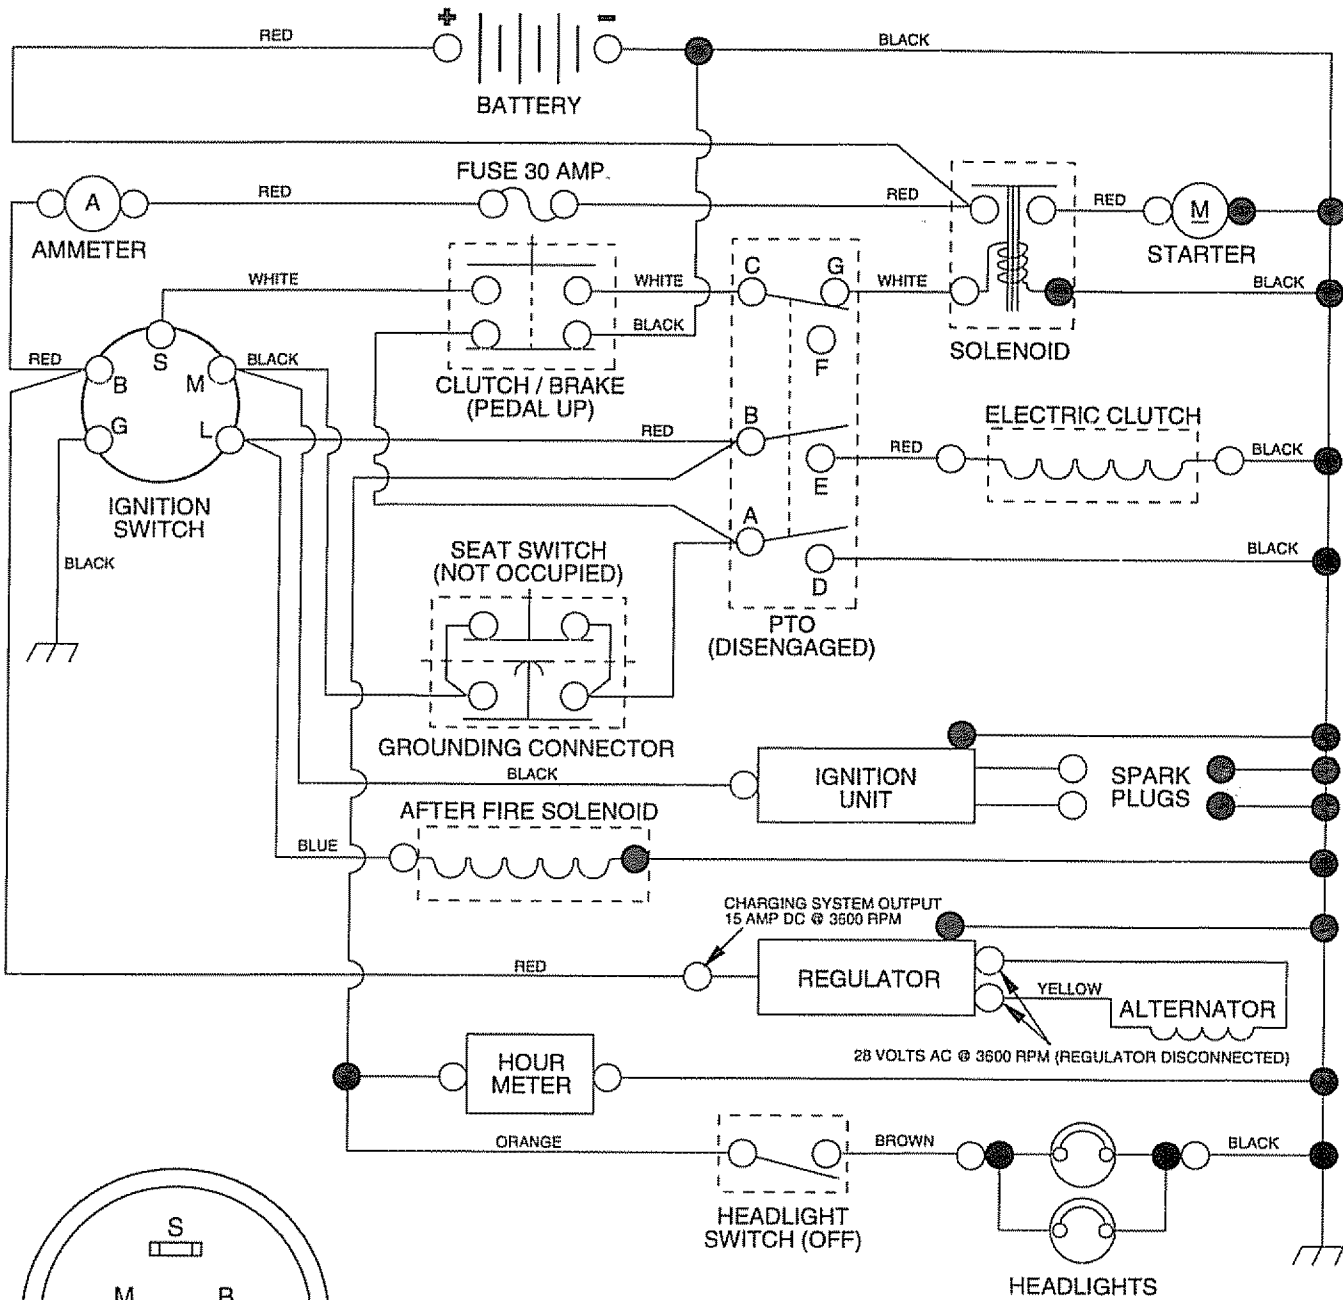 + -
RED
BLACK
BATTERY
FUSE 30 AMP.
RED
RED
RED
A
M
AMMETER
STARTER
WHITE
WHITE
C
G
WHITE
BLACK
BLACK
F
SOLENOID
RED
B
S
M
BLACK
CLUTCH / BRAKE
(PEDAL UP)
G
L
RED
B
ELECTRIC CLUTCH
RED
BLACK
E
IGNITION
SWITCH
BLACK
SEAT SWITCH
(NOT OCCUPIED)
A
BLACK
D
PTO
(DISENGAGED)
GROUNDING CONNECTOR
BLACK
IGNITION
UNIT
SPARK
PLUGS
AFTER FIRE SOLENOID
BLUE
CHARGING SYSTEM OUTPUT
15 AMP DC @ 3600 RPM
RED
REGULATOR
YELLOW
ALTERNATOR
28 VOLTS AC @ 3600 RPM (REGULATOR DISCONNECTED)
HOUR
METER
ORANGE
BROWN
BLACK
HEADLIGHT
SWITCH (OFF)
HEADLIGHTS
S
M
B